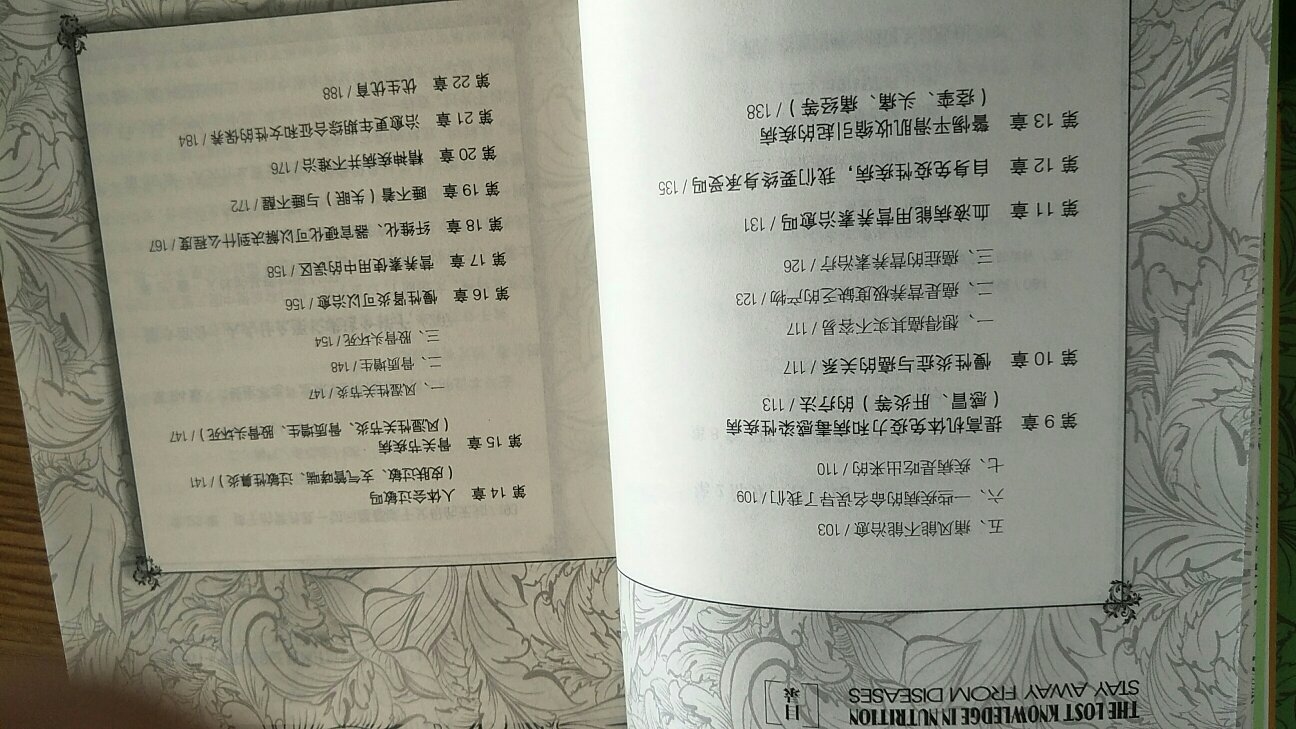 THE LOST KNOWLEDGE IN NUTRITION
STAY AWAY FROM DISEASES
目录
五、痛风能不能治愈 / 103
六、一些疾病的命名误导了我们 / 109
七、疾病是吃出来的 / 110
第 9 章 提高机体免疫力和病毒感染性疾病
（感冒、肝炎等）的疗法 / 113
第 10 章 慢性炎症与癌的关系 / 117
一、想得癌其实不容易 / 117
二、癌是营养极度缺乏的产物 / 123
三、癌症的营养素治疗 / 126
第 11 章 血液病能用营养素治愈吗 / 131
第 12 章 自身免疫性疾病，我们要终身承受吗 / 135
第 13 章 警惕平滑肌收缩引起的疾病
（痉挛、头痛、痛经等）/ 138
第 14 章 人体会过敏吗
（皮肤过敏、支气管哮喘、过敏性鼻炎）/ 141
第 15 章 骨关节疾病
（风湿性关节炎、骨质增生、股骨头坏死）/ 147
一、风湿性关节炎 / 147
二、骨质增生 / 148
三、股骨头坏死 / 154
第 16 章 慢性肾炎可以治愈 / 156
第 17 章 营养素使用中的误区 / 158
第 18 章 纤维化、器官硬化可以解决到什么程度 / 167
第 19 章 睡不着（失眠）与睡不醒 / 172
第 20 章 精神疾病并不难治 / 176
第 21 章 治愈更年期综合征和女性的保养 / 184
第 22 章 优生优育 / 188